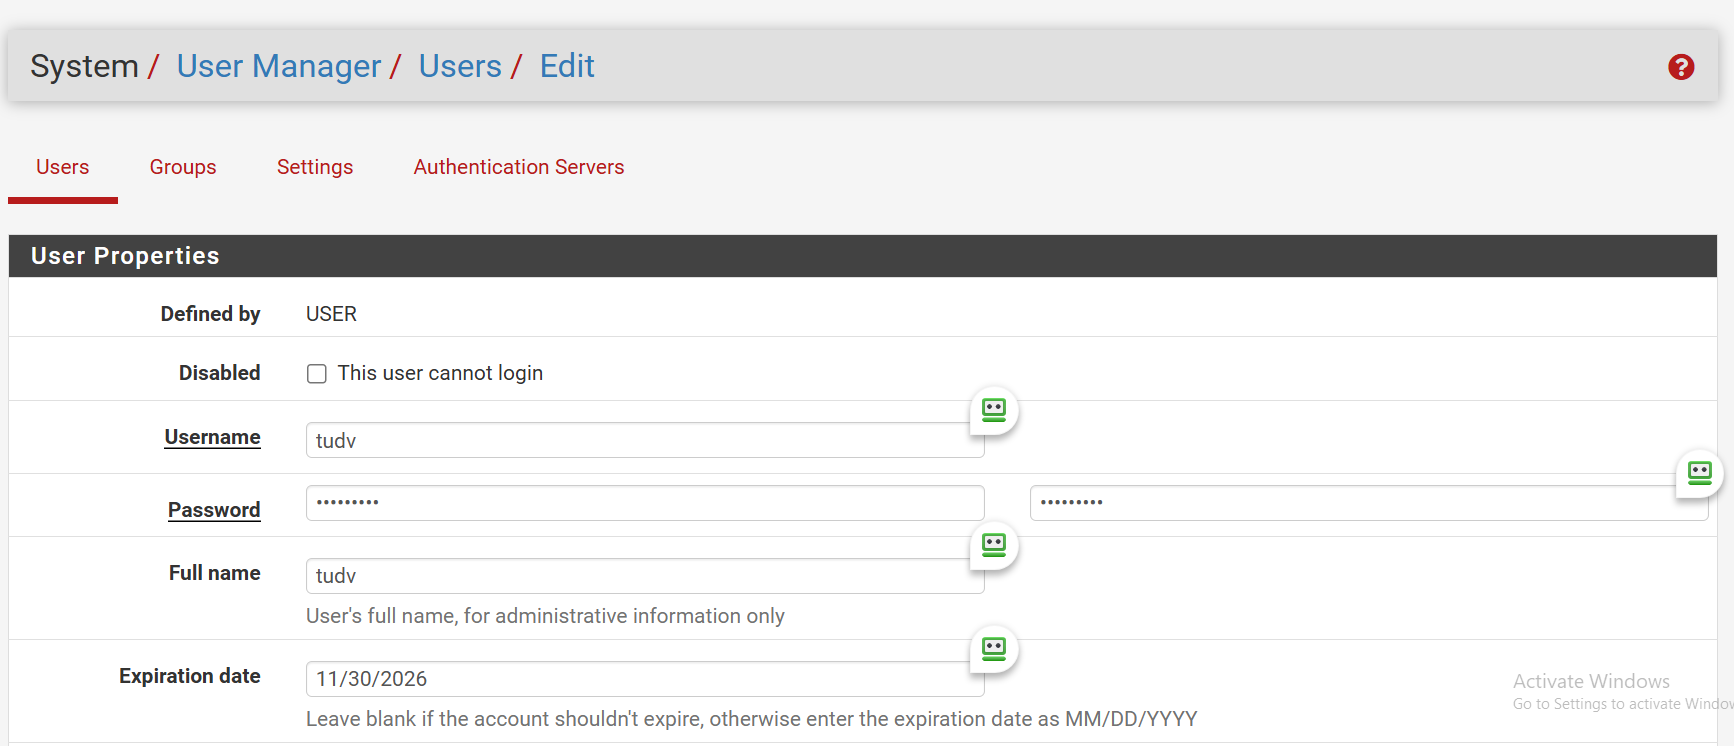 System / User Manager / Users / Edit
Users Groups Settings Authentication Servers
User Properties
Defined by USER
Disabled This user cannot login
Username tudv
Password ••••••••• •••••••••
Full name tudv
User's full name, for administrative information only
Expiration date 11/30/2026
Leave blank if the account shouldn't expire, otherwise enter the expiration date as MM/DD/YYYY
Activate Windows
Go to Settings to activate Window